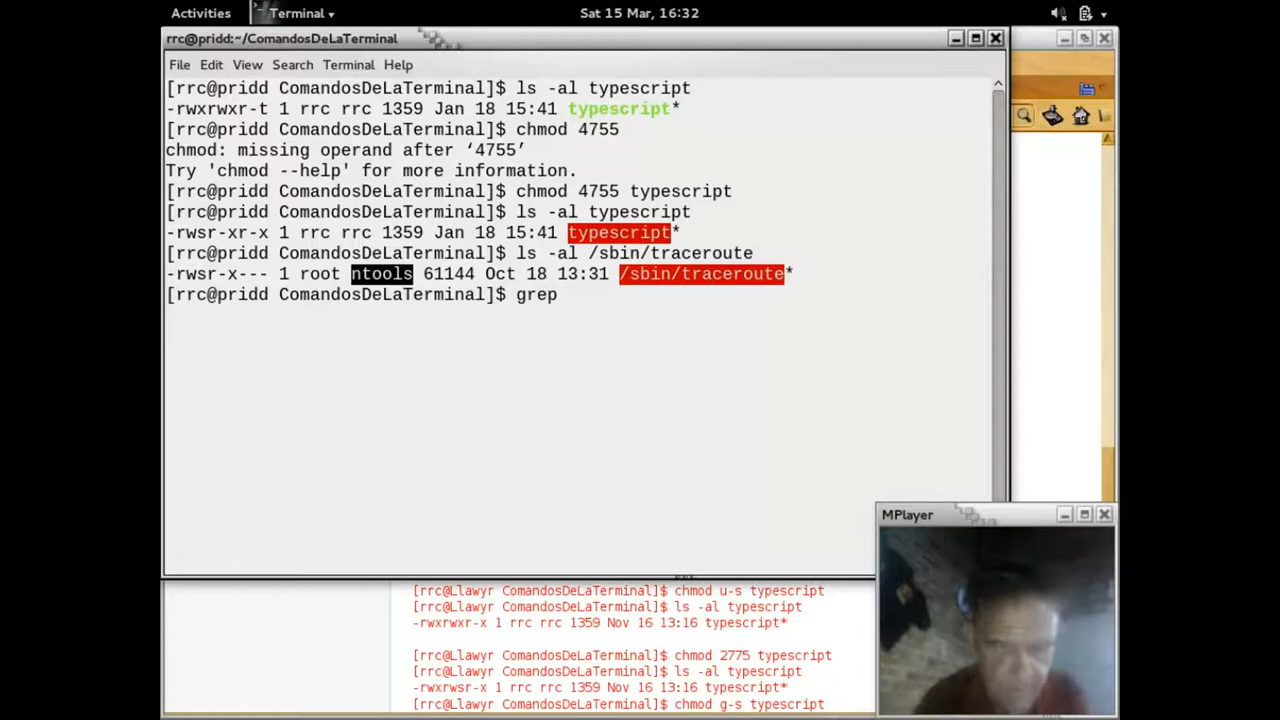 Activities
Terminal
Sat 15 Mar, 16:32
rrc@pridd:~/ComandosDeLaTerminal
File Edit View Search Terminal Help
[rrc@pridd ComandosDeLaTerminal]$ ls -al typescript
-rwxrwxr-t 1 rrc rrc 1359 Jan 18 15:41 typescript*
[rrc@pridd ComandosDeLaTerminal]$ chmod 4755
chmod: missing operand after ‘4755’
Try 'chmod --help' for more information.
[rrc@pridd ComandosDeLaTerminal]$ chmod 4755 typescript
[rrc@pridd ComandosDeLaTerminal]$ ls -al typescript
-rwsr-xr-x 1 rrc rrc 1359 Jan 18 15:41 typescript*
[rrc@pridd ComandosDeLaTerminal]$ ls -al /sbin/traceroute
-rwsr-x--- 1 root ntools 61144 Oct 18 13:31 /sbin/traceroute*
[rrc@pridd ComandosDeLaTerminal]$ grep
MPlayer
[rrc@Llawyr ComandosDeLaTerminal]$ chmod u-s typescript
[rrc@Llawyr ComandosDeLaTerminal]$ ls -al typescript
-rwxrwxr-x 1 rrc rrc 1359 Nov 16 13:16 typescript*
[rrc@Llawyr ComandosDeLaTerminal]$ chmod 2775 typescript
[rrc@Llawyr ComandosDeLaTerminal]$ ls -al typescript
-rwxrwsr-x 1 rrc rrc 1359 Nov 16 13:16 typescript*
[rrc@Llawyr ComandosDeLaTerminal]$ chmod g-s typescript